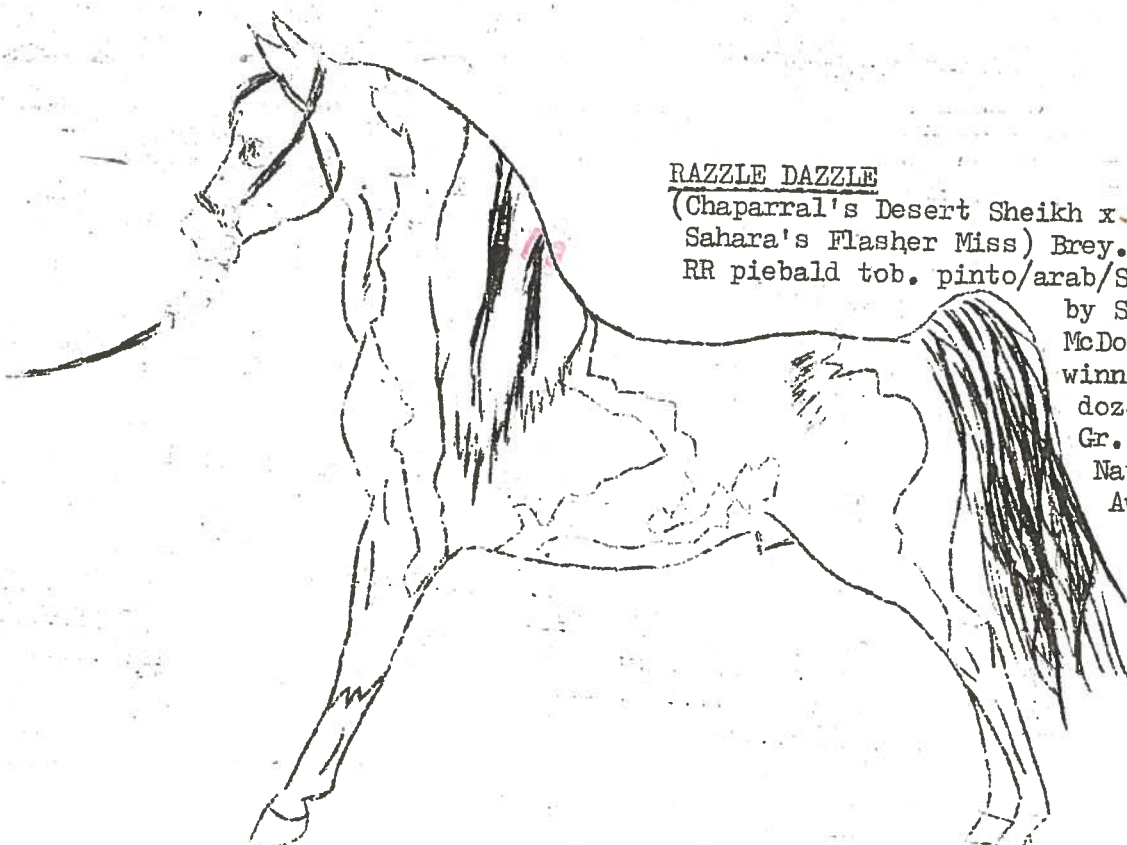 RAZZLE DAZZLE
(Chaparral's Desert Sheikh x
Sahara's Flasher Miss) Brey.
RR piebald tob. pinto/arab/S
by S
McDo
winn
doz
Gr.
Na
A